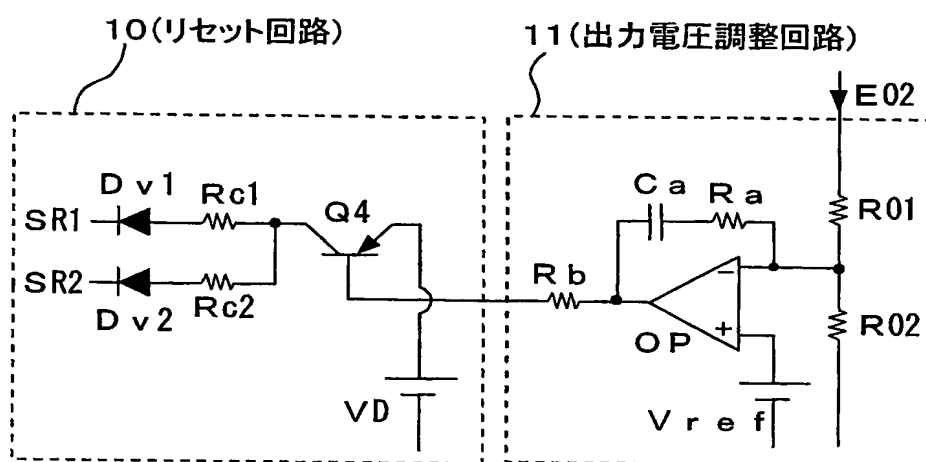 10(リセット回路)
11(出力電圧調整回路)
E02
Dv1
Rc1
SR1
Q4
Ca
Ra
R01
SR2
Dv2
Rc2
Rb
−
+
OP
R02
VD
Vref